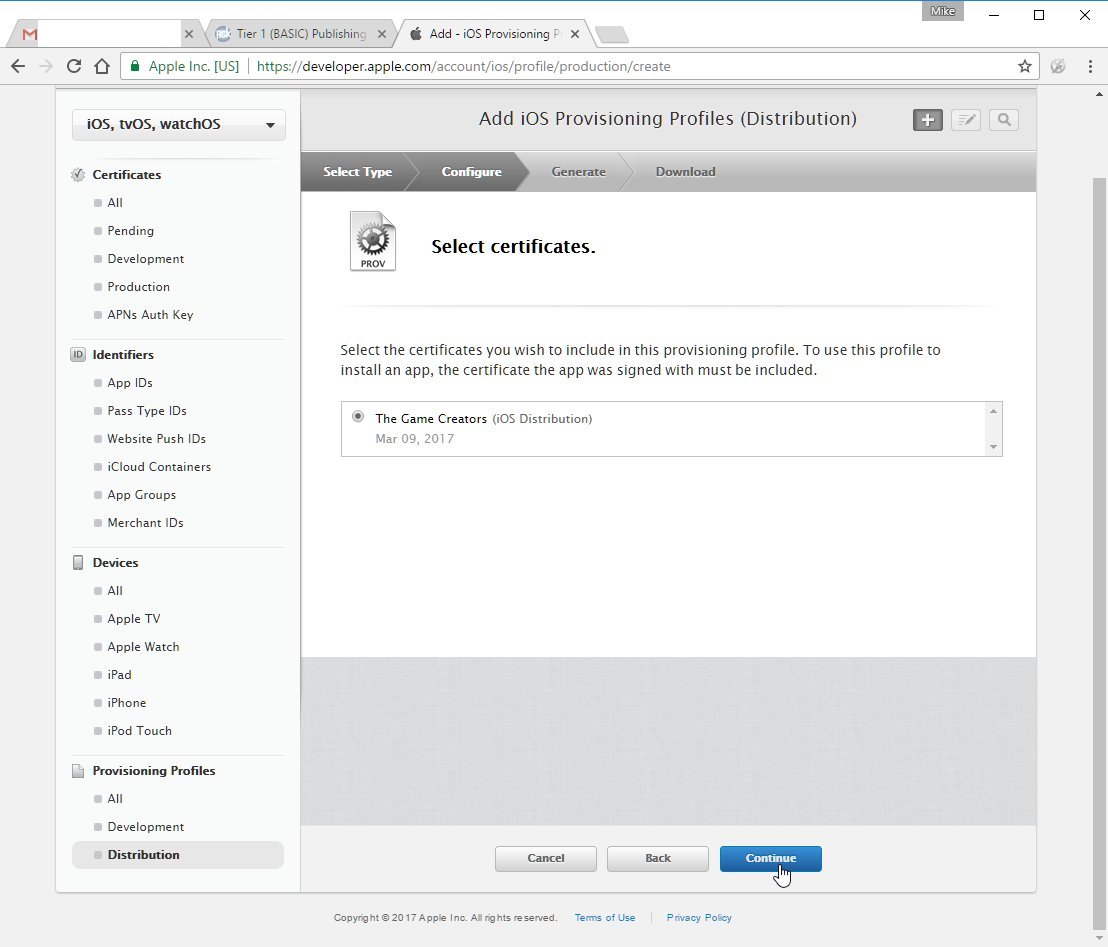 Mike
Tier 1 (BASIC) Publishing
Add - iOS Provisioning P
Apple Inc. [US]
https://developer.apple.com/account/ios/profile/production/create
iOS, tvOS, watchOS
Certificates
All
Pending
Development
Production
APNs Auth Key
ID Identifiers
App IDs
Pass Type IDs
Website Push IDs
iCloud Containers
App Groups
Merchant IDs
Devices
All
Apple TV
Apple Watch
iPad
iPhone
iPod Touch
Provisioning Profiles
All
Development
Distribution
Add iOS Provisioning Profiles (Distribution)
Select Type
Configure
Generate
Download
PROV
Select certificates.
Select the certificates you wish to include in this provisioning profile. To use this profile to
install an app, the certificate the app was signed with must be included.
The Game Creators (iOS Distribution)
Mar 09, 2017
Cancel
Back
Continue
Copyright © 2017 Apple Inc. All rights reserved.
Terms of Use
Privacy Policy